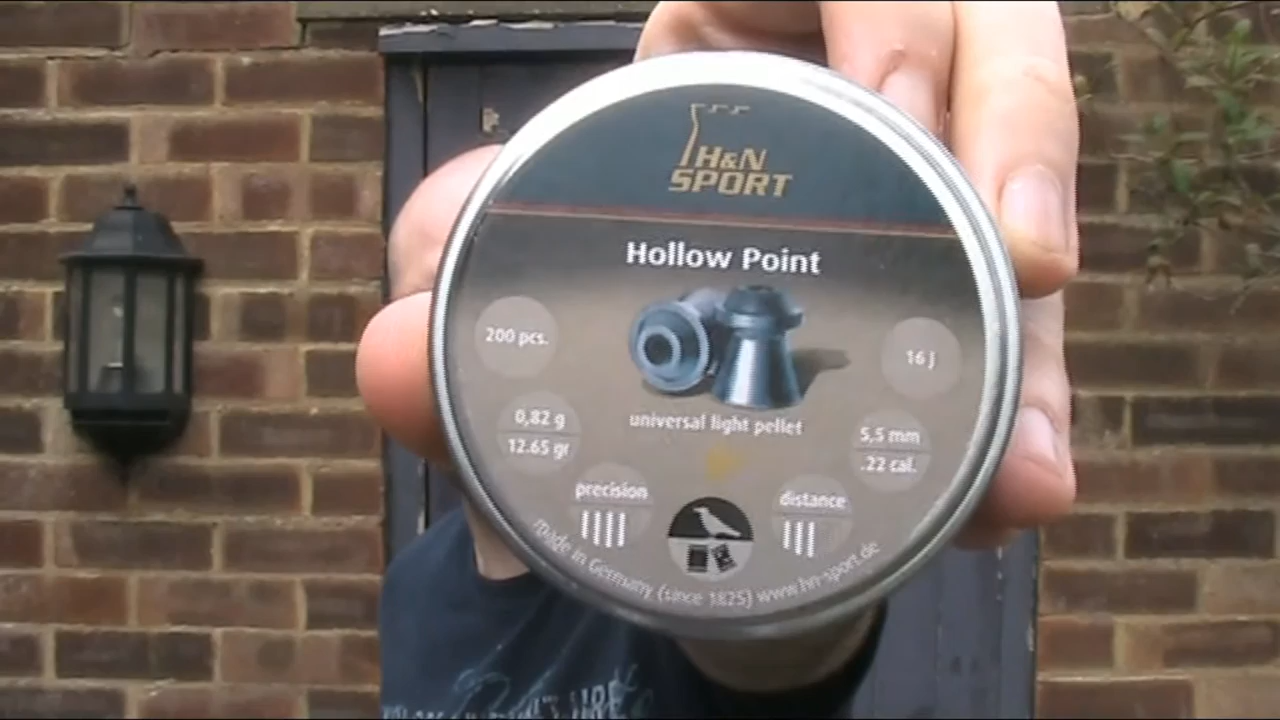 H&N
SPORT
Hollow Point
200 pcs.
16 J
universal light pellet
0,82 g
12.65 gr
5,5 mm
.22 cal.
precision
distance
made in Germany (since 1825) www.hn-sport.de